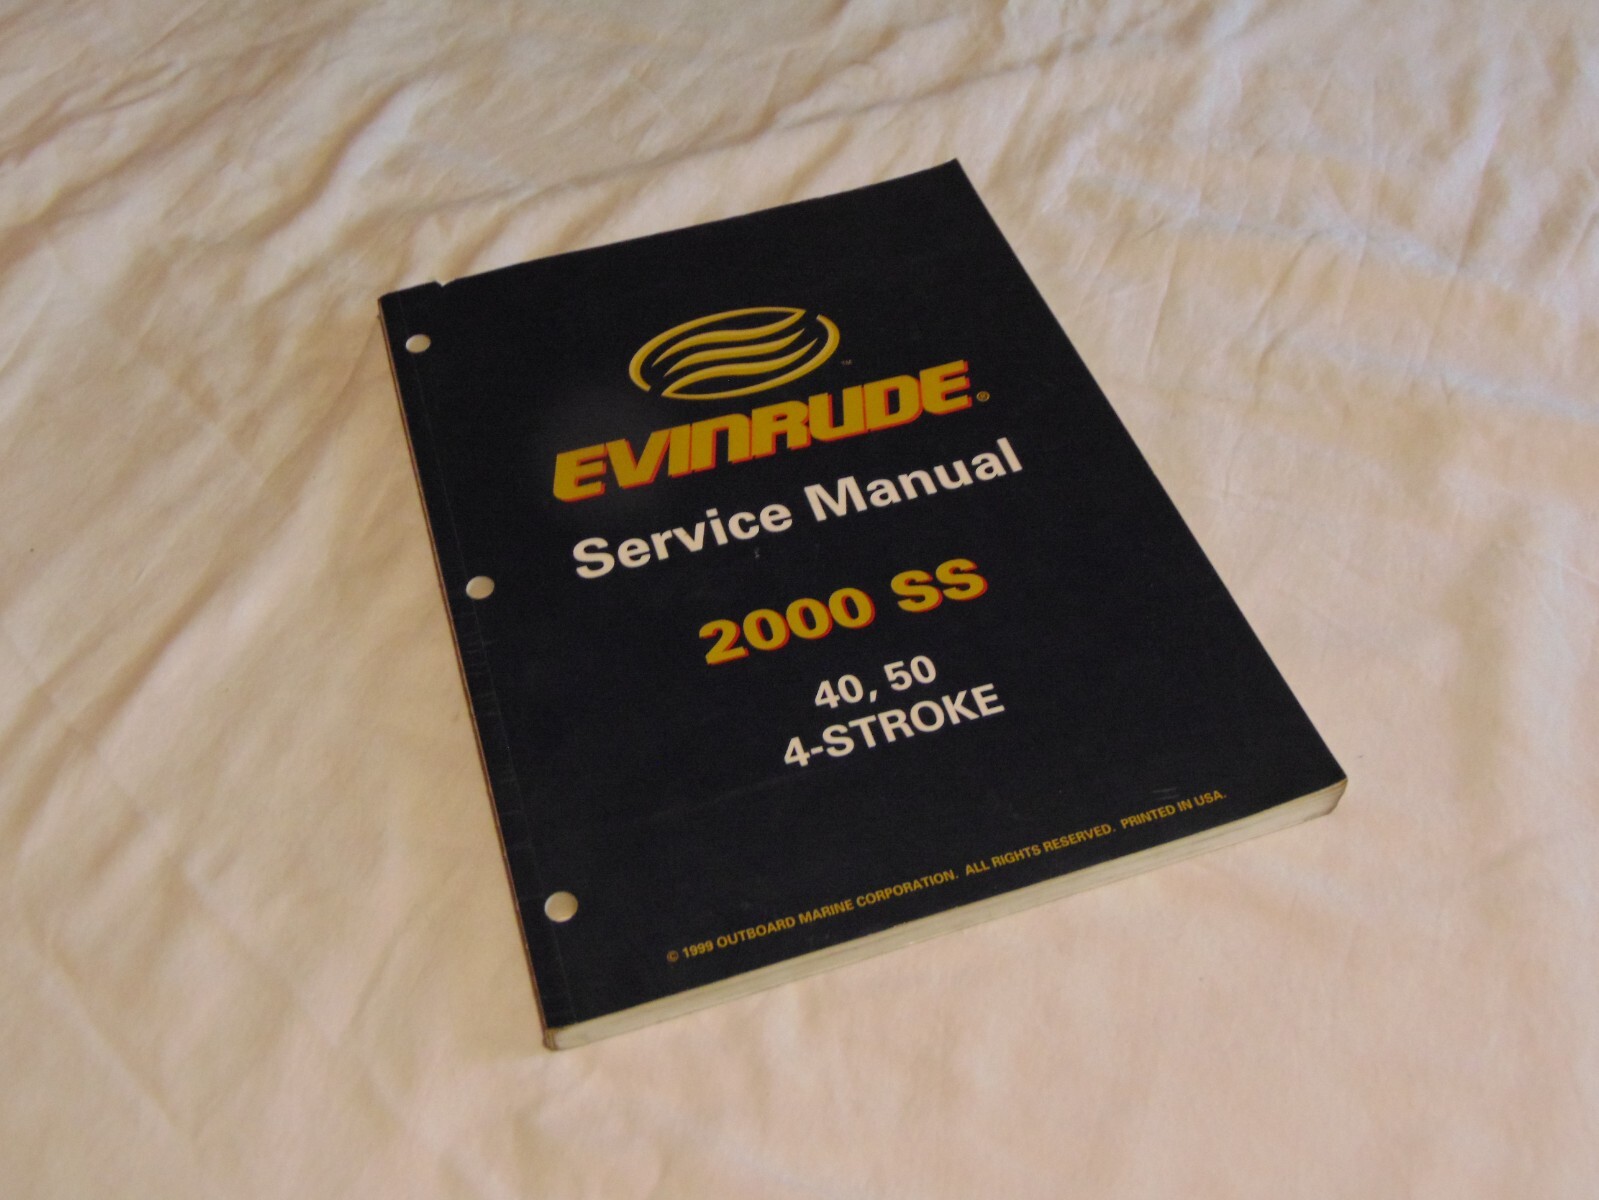 ™
EVINRUDE®
Service Manual
2000 SS
40, 50
4-STROKE
© 1999 OUTBOARD MARINE CORPORATION. ALL RIGHTS RESERVED. PRINTED IN USA.